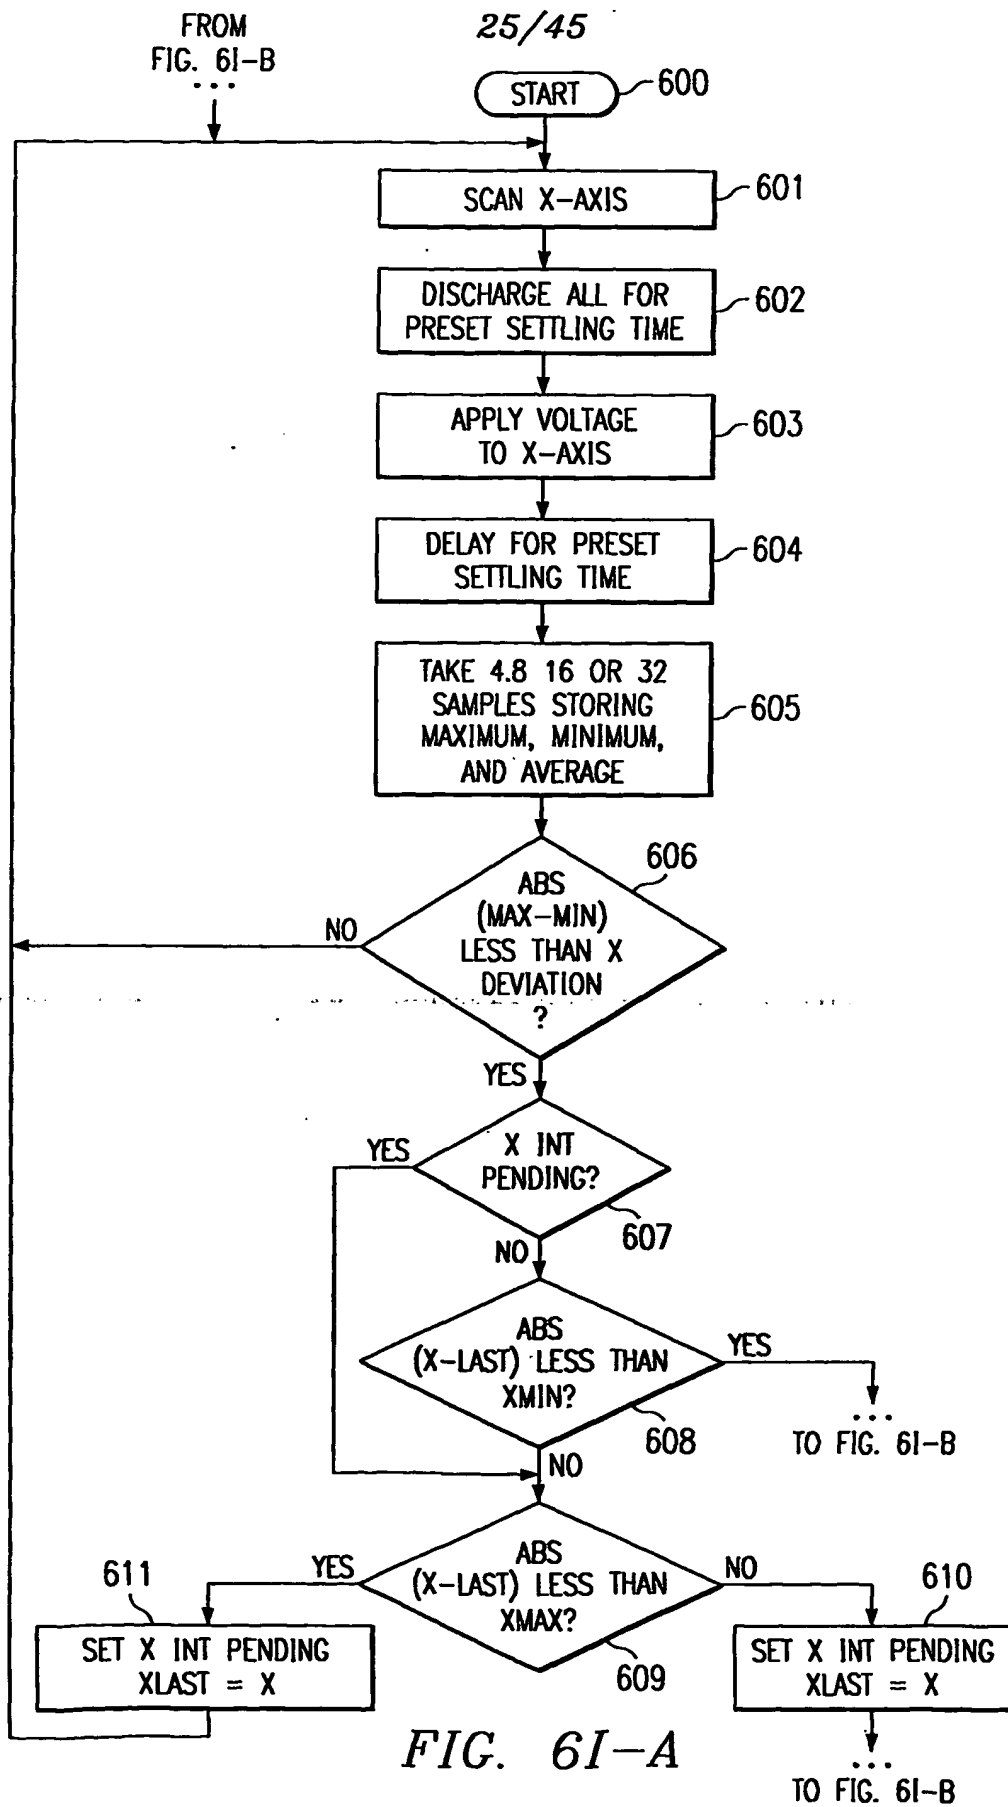 25/45
FROM
FIG. 6I-B
...
START
600
SCAN X-AXIS
601
DISCHARGE ALL FOR
PRESET SETTLING TIME
602
APPLY VOLTAGE
TO X-AXIS
603
DELAY FOR PRESET
SETTLING TIME
604
TAKE 4.8 16 OR 32
SAMPLES STORING
MAXIMUM, MINIMUM,
AND AVERAGE
605
606
ABS
(MAX-MIN)
LESS THAN X
DEVIATION
?
NO
YES
X INT
PENDING?
YES
607
NO
ABS
(X-LAST) LESS THAN
XMIN?
YES
608
...
TO FIG. 6I-B
NO
ABS
(X-LAST) LESS THAN
XMAX?
YES
NO
609
611
SET X INT PENDING
XLAST = X
610
SET X INT PENDING
XLAST = X
...
TO FIG. 6I-B
FIG. 6I-A